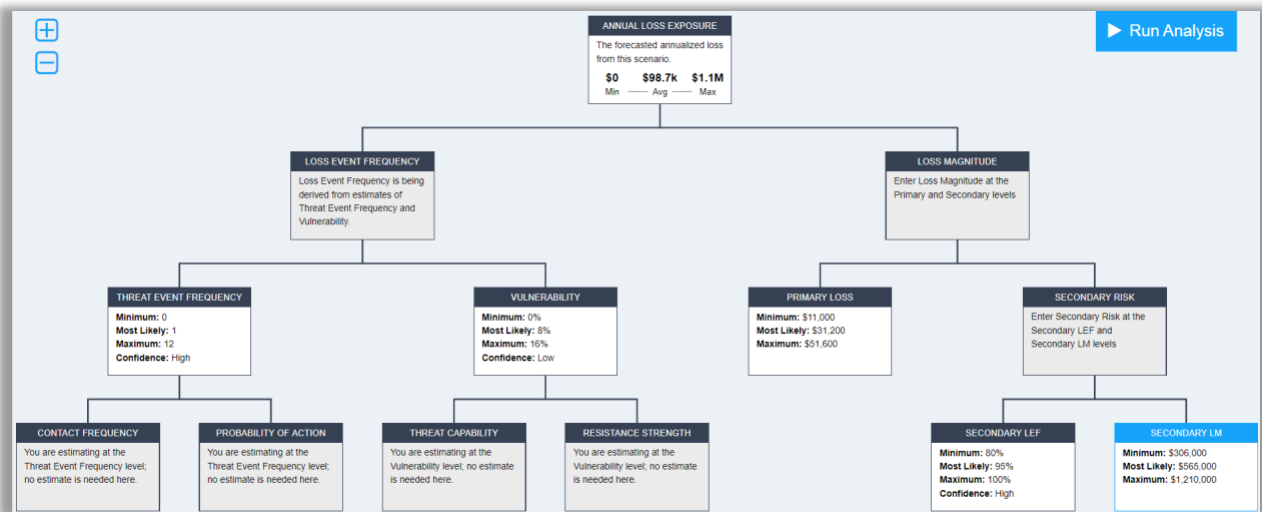 ANNUAL LOSS EXPOSURE
The forecasted annualized loss
from this scenario.
$0 $98.7k $1.1M
Min Avg Max
Run Analysis
LOSS EVENT FREQUENCY
Loss Event Frequency is being
derived from estimates of
Threat Event Frequency and
Vulnerability.
LOSS MAGNITUDE
Enter Loss Magnitude at the
Primary and Secondary levels
THREAT EVENT FREQUENCY
Minimum: 0
Most Likely: 1
Maximum: 12
Confidence: High
VULNERABILITY
Minimum: 0%
Most Likely: 8%
Maximum: 16%
Confidence: Low
PRIMARY LOSS
Minimum: $11,000
Most Likely: $31,200
Maximum: $51,600
SECONDARY RISK
Enter Secondary Risk at the
Secondary LEF and
Secondary LM levels
CONTACT FREQUENCY
You are estimating at the
Threat Event Frequency level;
no estimate is needed here.
PROBABILITY OF ACTION
You are estimating at the
Threat Event Frequency level;
no estimate is needed here.
THREAT CAPABILITY
You are estimating at the
Vulnerability level; no estimate
is needed here.
RESISTANCE STRENGTH
You are estimating at the
Vulnerability level; no estimate
is needed here.
SECONDARY LEF
Minimum: 80%
Most Likely: 95%
Maximum: 100%
Confidence: High
SECONDARY LM
Minimum: $306,000
Most Likely: $565,000
Maximum: $1,210,000